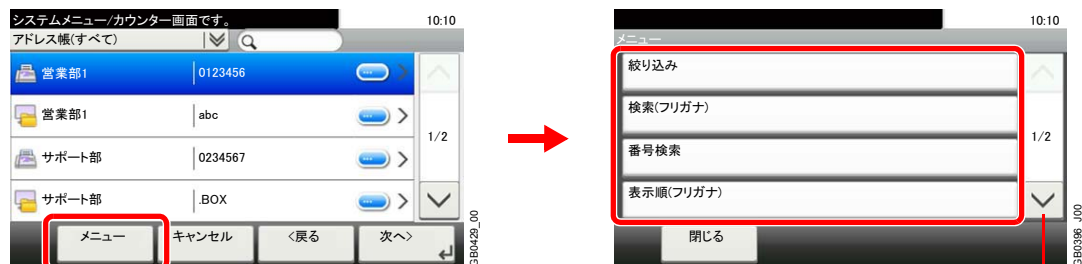 システムメニュー/カウンター画面です。
10:10
アドレス帳(すべて)
営業部1 0123456
営業部1 abc
1/2
サポート部 0234567
サポート部 .BOX
メニュー キャンセル <戻る 次へ>
GB0429_00
10:10
メニュー
絞り込み
検索(フリガナ)
1/2
番号検索
表示順(フリガナ)
閉じる
GB0396_J00